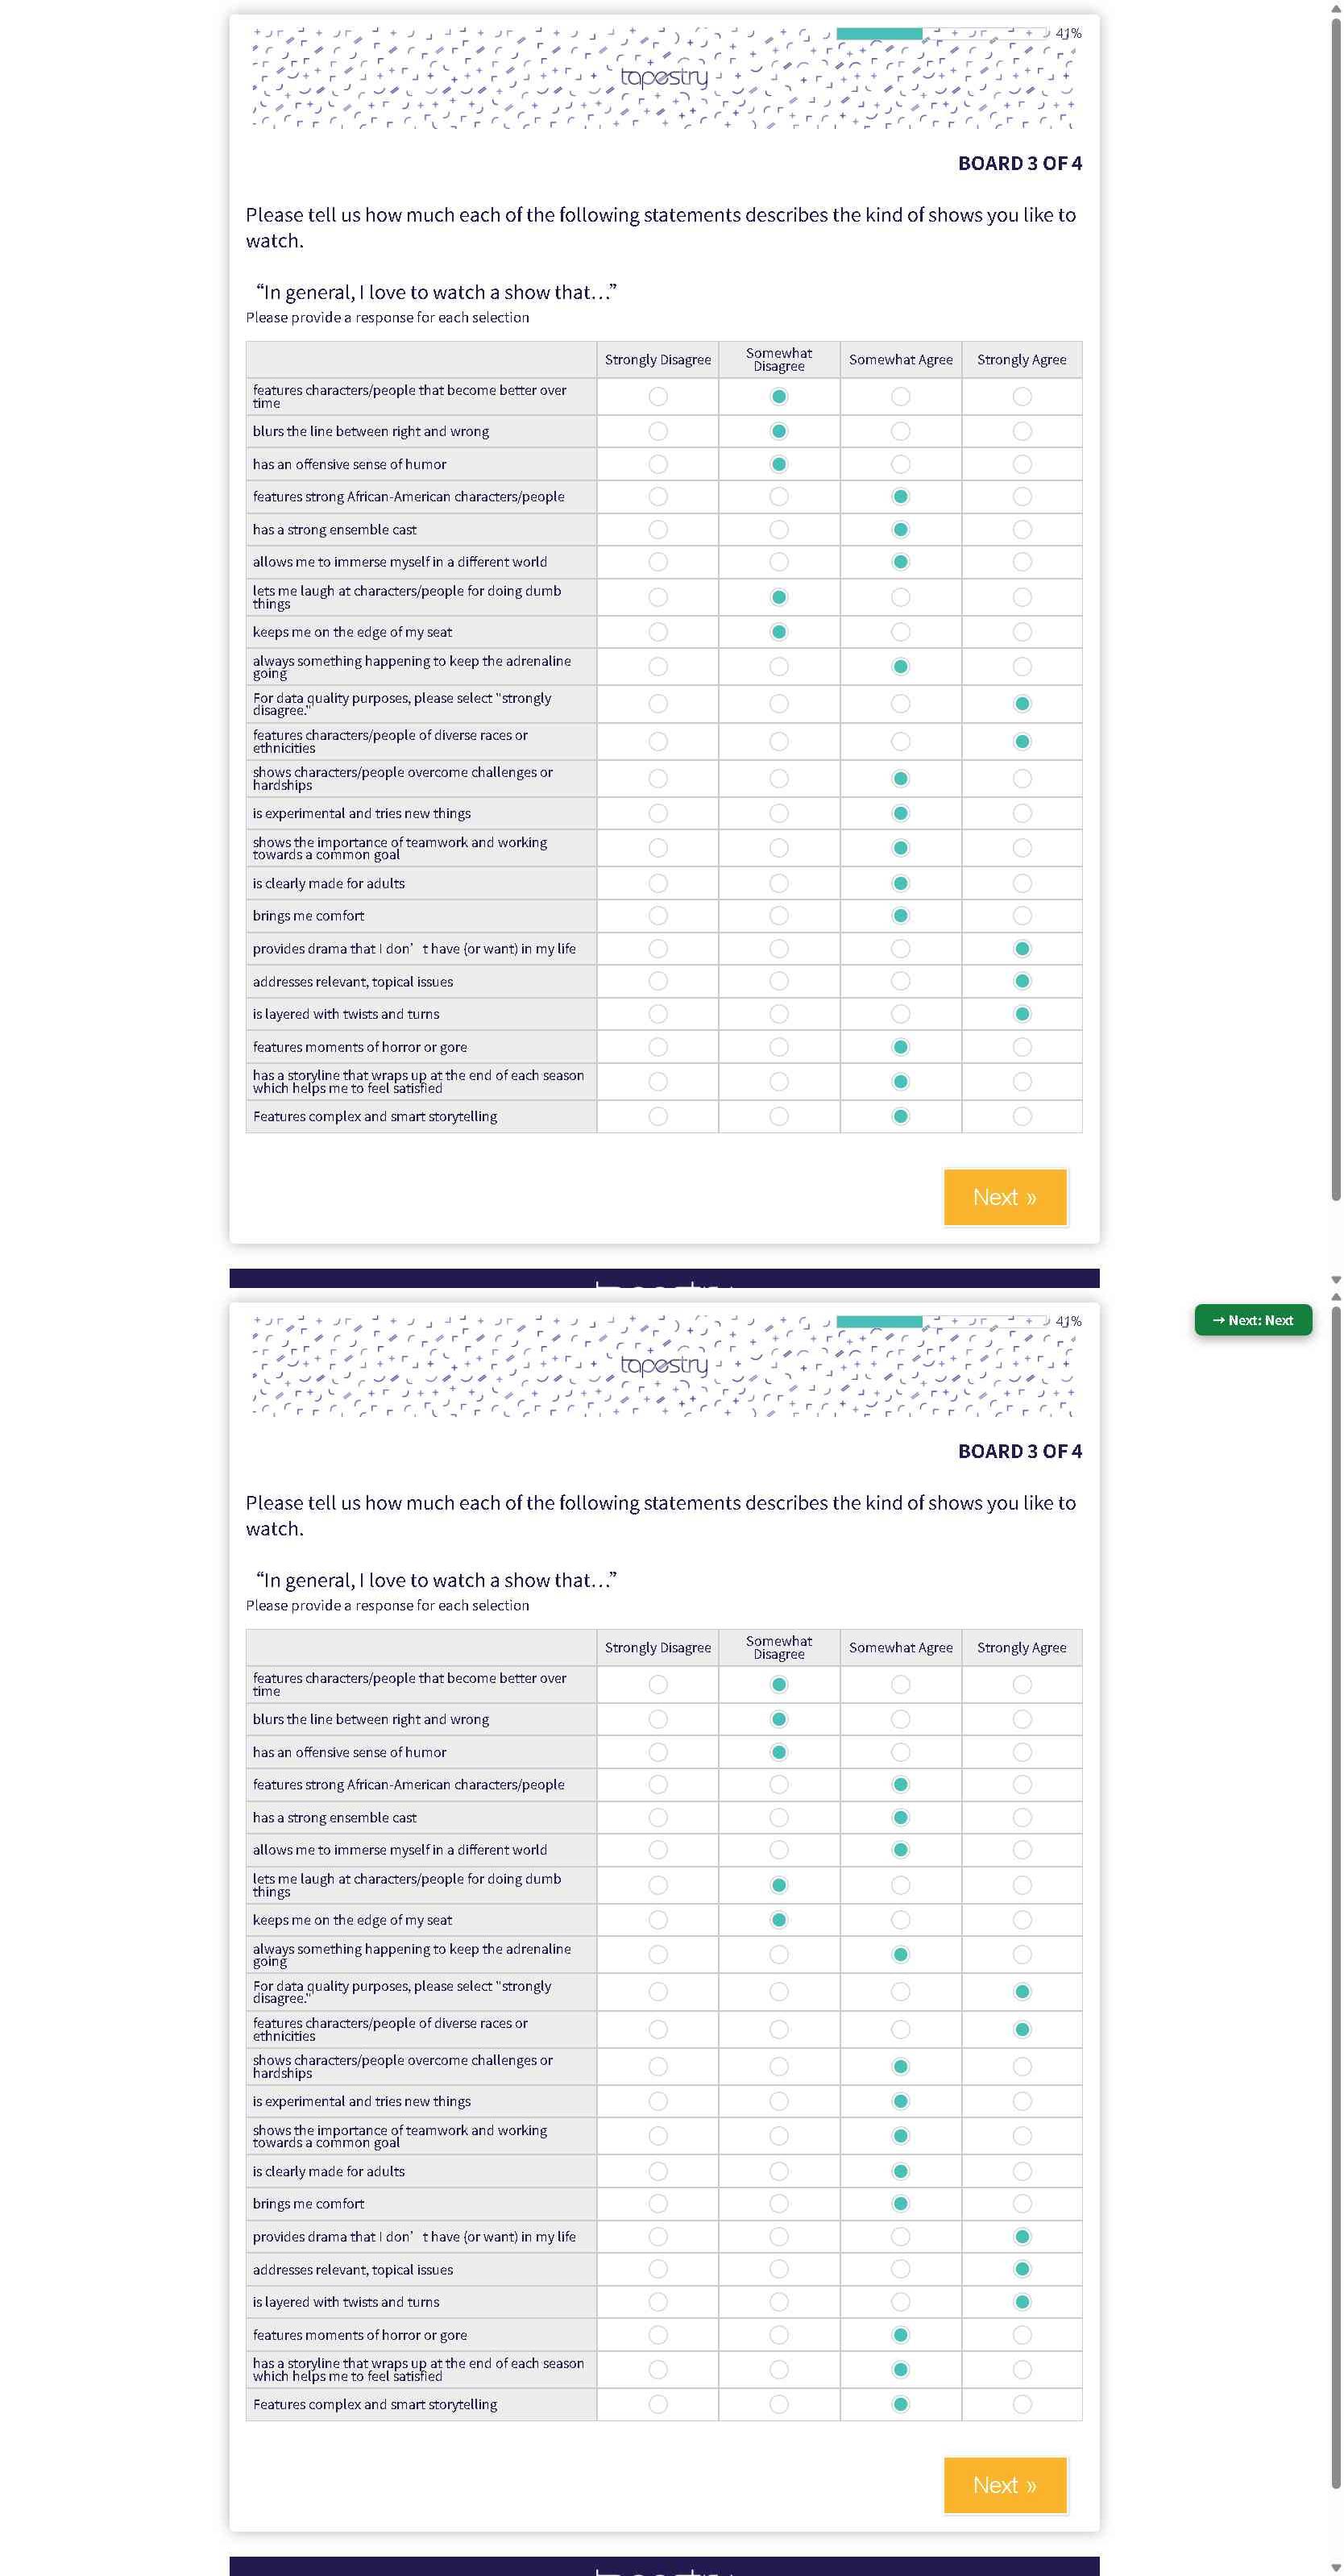 41%
tapestry
BOARD 3 OF 4
Please tell us how much each of the following statements describes the kind of shows you like to
watch.
“In general, I love to watch a show that…”
Please provide a response for each selection
Strongly Disagree Somewhat Disagree Somewhat Agree Strongly Agree
features characters/people that become better over
time
blurs the line between right and wrong
has an offensive sense of humor
features strong African-American characters/people
has a strong ensemble cast
allows me to immerse myself in a different world
lets me laugh at characters/people for doing dumb
things
keeps me on the edge of my seat
always something happening to keep the adrenaline
going
For data quality purposes, please select "strongly
disagree."
features characters/people of diverse races or
ethnicities
shows characters/people overcome challenges or
hardships
is experimental and tries new things
shows the importance of teamwork and working
towards a common goal
is clearly made for adults
brings me comfort
provides drama that I don’t have (or want) in my life
addresses relevant, topical issues
is layered with twists and turns
features moments of horror or gore
has a storyline that wraps up at the end of each season
which helps me to feel satisfied
Features complex and smart storytelling
Next »
41%
→ Next: Next
tapestry
BOARD 3 OF 4
Please tell us how much each of the following statements describes the kind of shows you like to
watch.
“In general, I love to watch a show that…”
Please provide a response for each selection
Strongly Disagree Somewhat Disagree Somewhat Agree Strongly Agree
features characters/people that become better over
time
blurs the line between right and wrong
has an offensive sense of humor
features strong African-American characters/people
has a strong ensemble cast
allows me to immerse myself in a different world
lets me laugh at characters/people for doing dumb
things
keeps me on the edge of my seat
always something happening to keep the adrenaline
going
For data quality purposes, please select "strongly
disagree."
features characters/people of diverse races or
ethnicities
shows characters/people overcome challenges or
hardships
is experimental and tries new things
shows the importance of teamwork and working
towards a common goal
is clearly made for adults
brings me comfort
provides drama that I don’t have (or want) in my life
addresses relevant, topical issues
is layered with twists and turns
features moments of horror or gore
has a storyline that wraps up at the end of each season
which helps me to feel satisfied
Features complex and smart storytelling
Next »